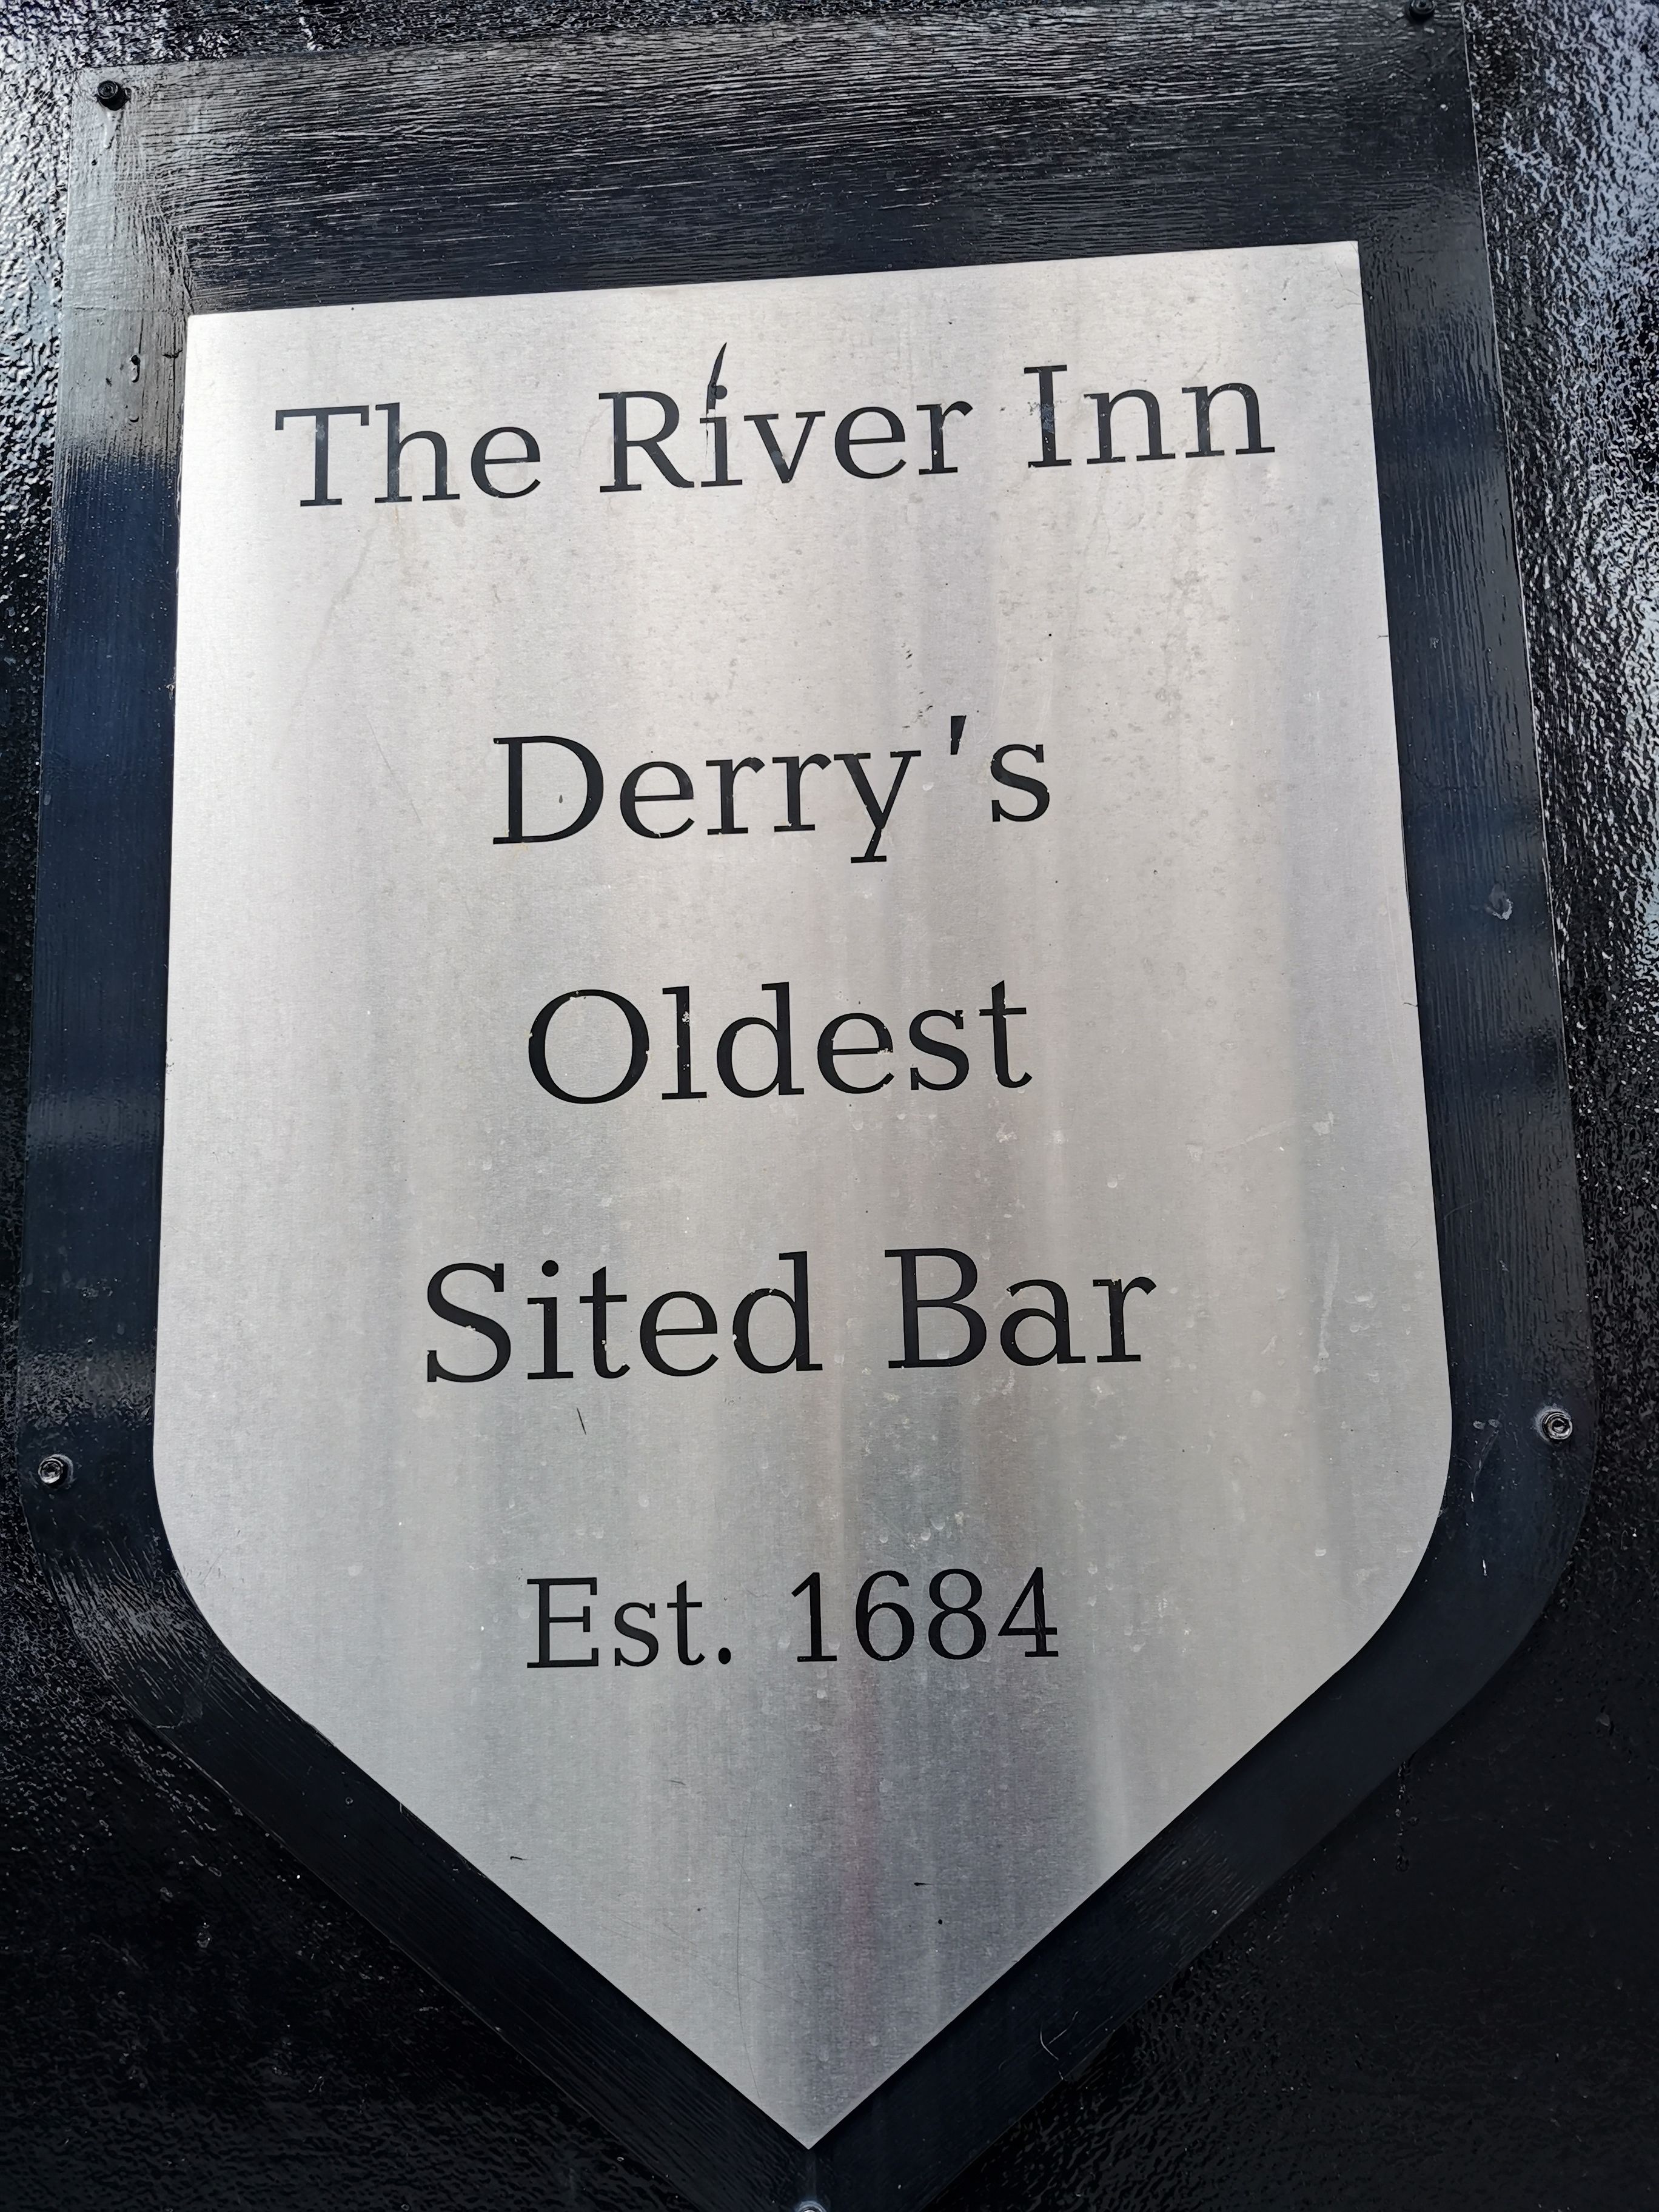 The River Inn
Derry's
Oldest
Sited Bar
Est. 1684